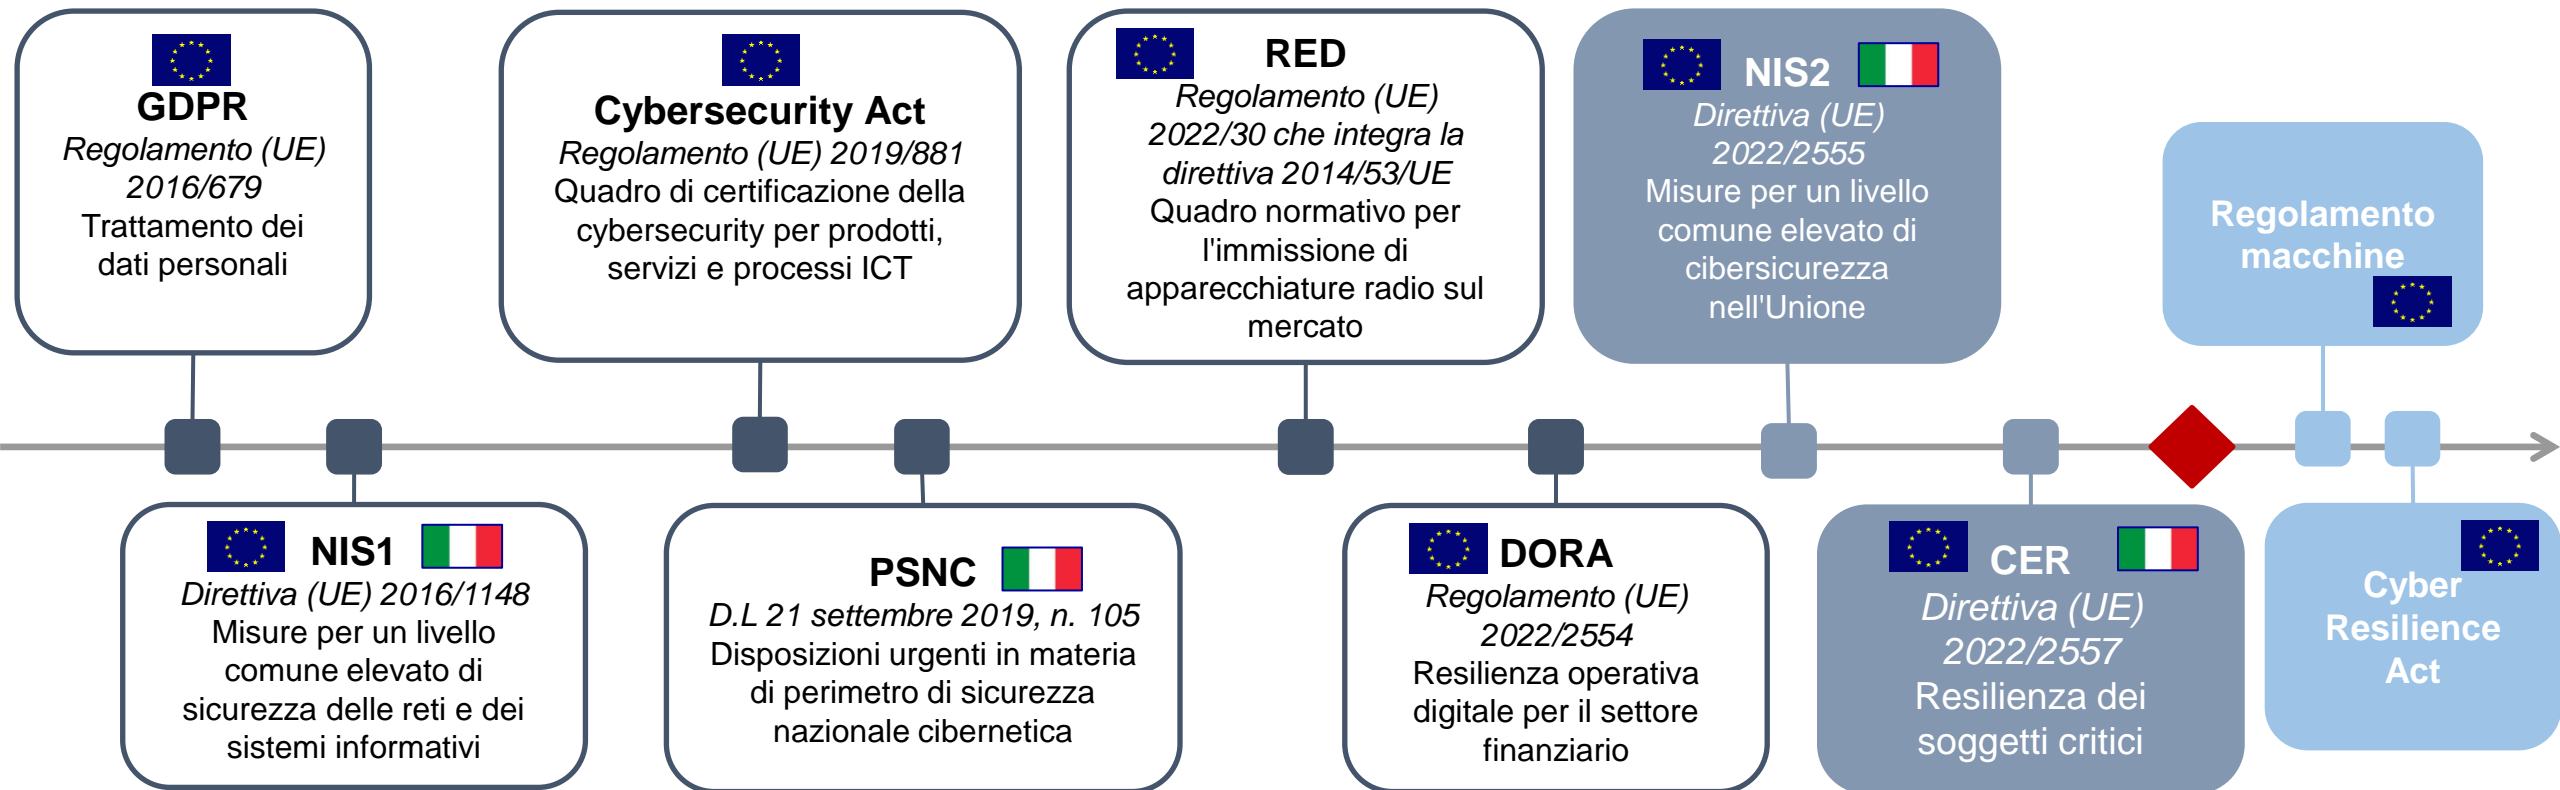 GDPR
Regolamento (UE)
2016/679
Trattamento dei
dati personali
Cybersecurity Act
Regolamento (UE) 2019/881
Quadro di certificazione della
cybersecurity per prodotti,
servizi e processi ICT
RED
Regolamento (UE)
2022/30 che integra la
direttiva 2014/53/UE
Quadro normativo per
l'immissione di
apparecchiature radio sul
mercato
NIS2
Direttiva (UE)
2022/2555
Misure per un livello
comune elevato di
cibersicurezza
nell'Unione
Regolamento
macchine
NIS1
Direttiva (UE) 2016/1148
Misure per un livello
comune elevato di
sicurezza delle reti e dei
sistemi informativi
PSNC
D.L 21 settembre 2019, n. 105
Disposizioni urgenti in materia
di perimetro di sicurezza
nazionale cibernetica
DORA
Regolamento (UE)
2022/2554
Resilienza operativa
digitale per il settore
finanziario
CER
Direttiva (UE)
2022/2557
Resilienza dei
soggetti critici
Cyber
Resilience
Act